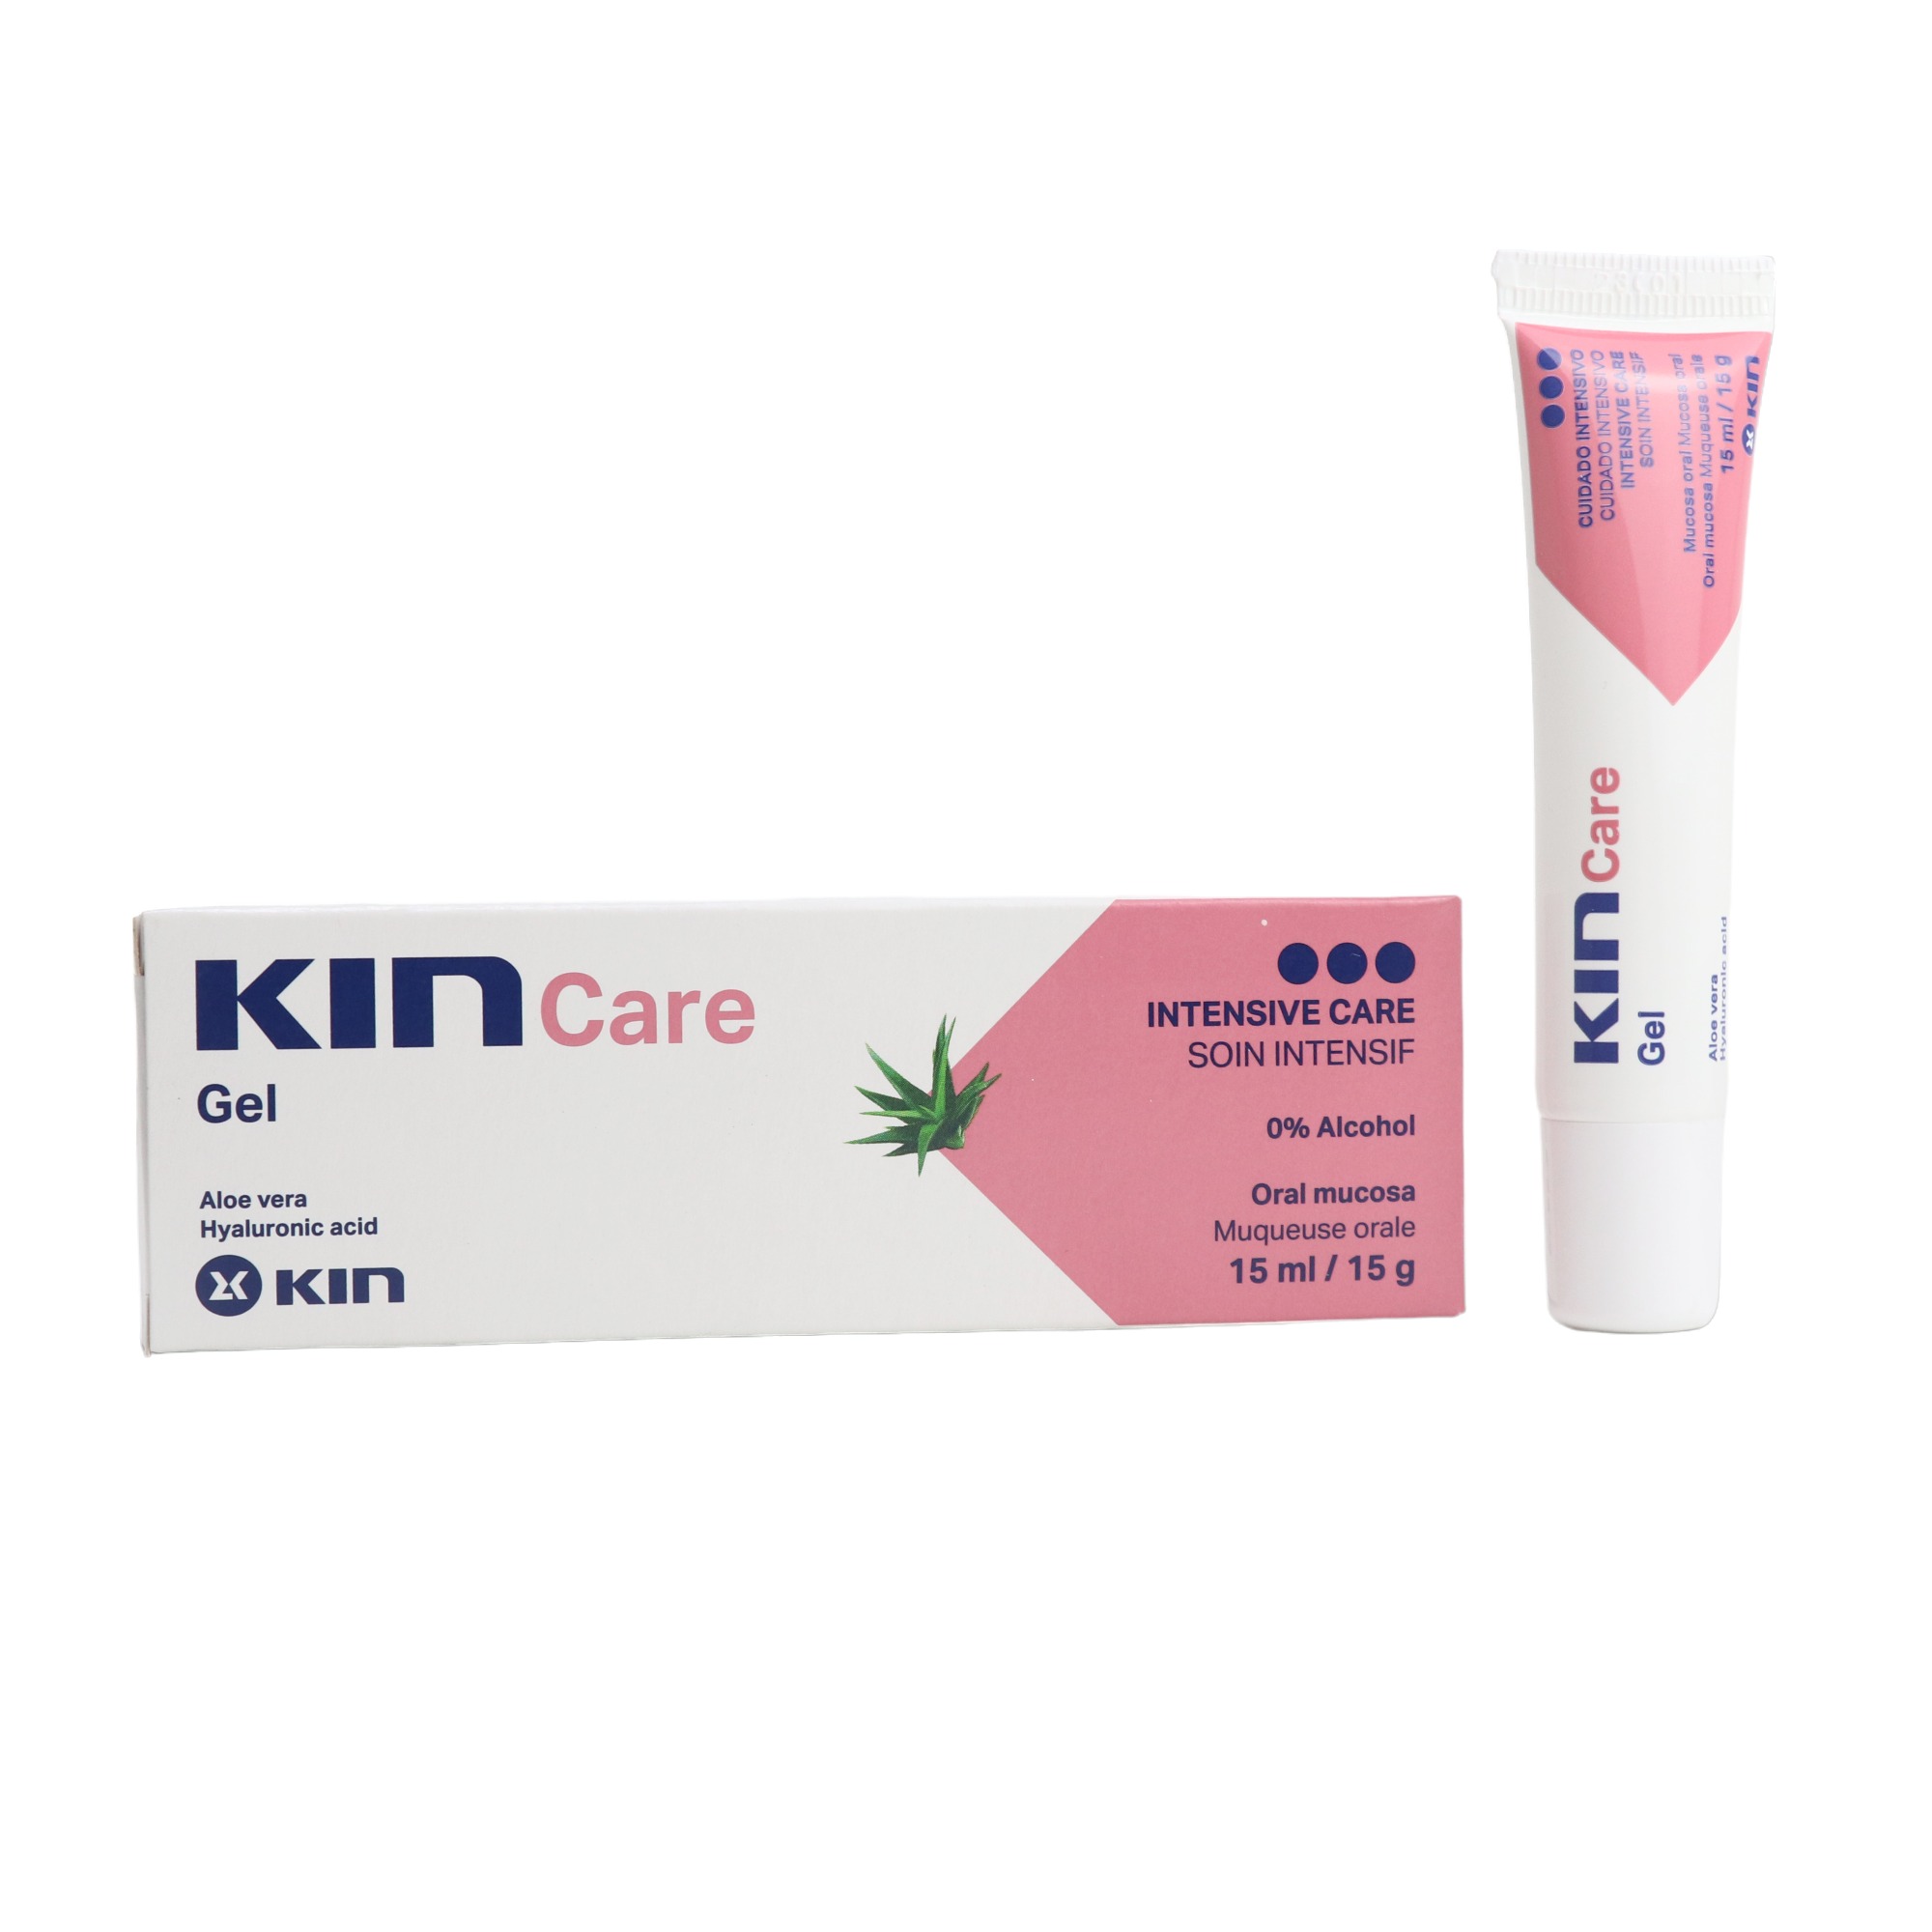 KIN Care
Gel
Aloe vera
Hyaluronic acid
KIN
INTENSIVE CARE
SOIN INTENSIF
0% Alcohol
Oral mucosa
Muqueuse orale
15 ml / 15 g
CUIDADO INTENSIVO
CUIDADO INTENSIVO
INTENSIVE CARE
SOIN INTENSIF
Mucosa oral Mucosa oral
Oral mucosa Muqueuse orale
15 ml / 15 g
KIN
KIN Care
Gel
Aloe vera
Hyaluronic acid